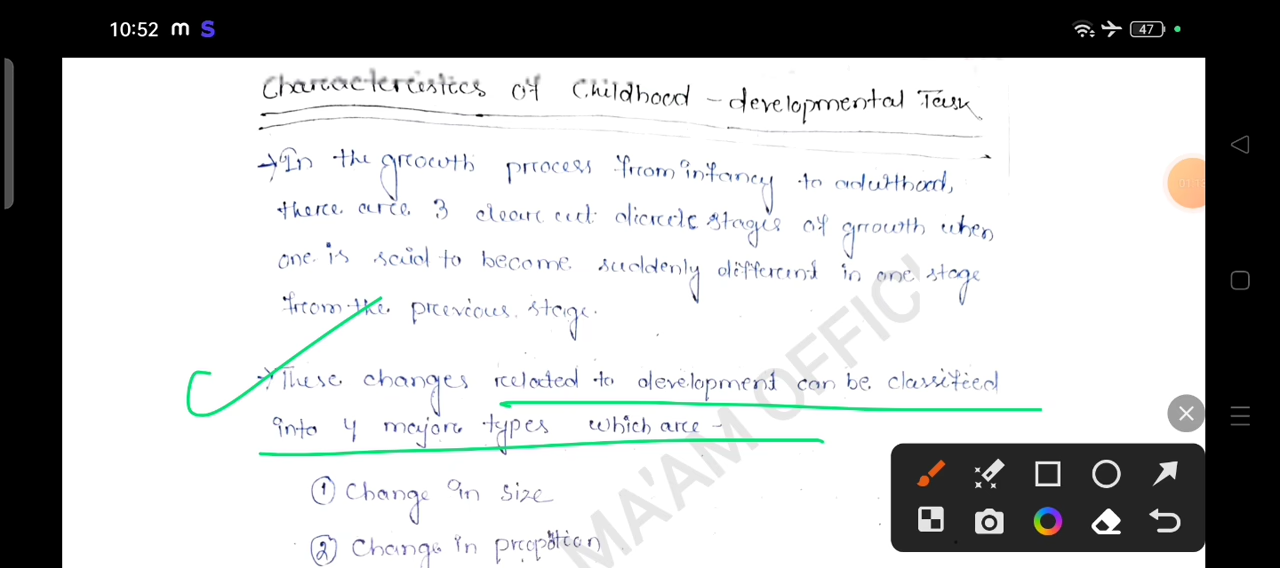 10:52 m S
47
Characteristics of Childhood - developmental Task
→ In the growth process from infancy to adulthood,
there are 3 clear cut stages of growth when
one is said to become suddenly different in one stage
from the previous stage.
→ These changes related to development can be classified
into 4 major types which are -
① Change in size
② Change in propotion
MA'AM OFFIC'